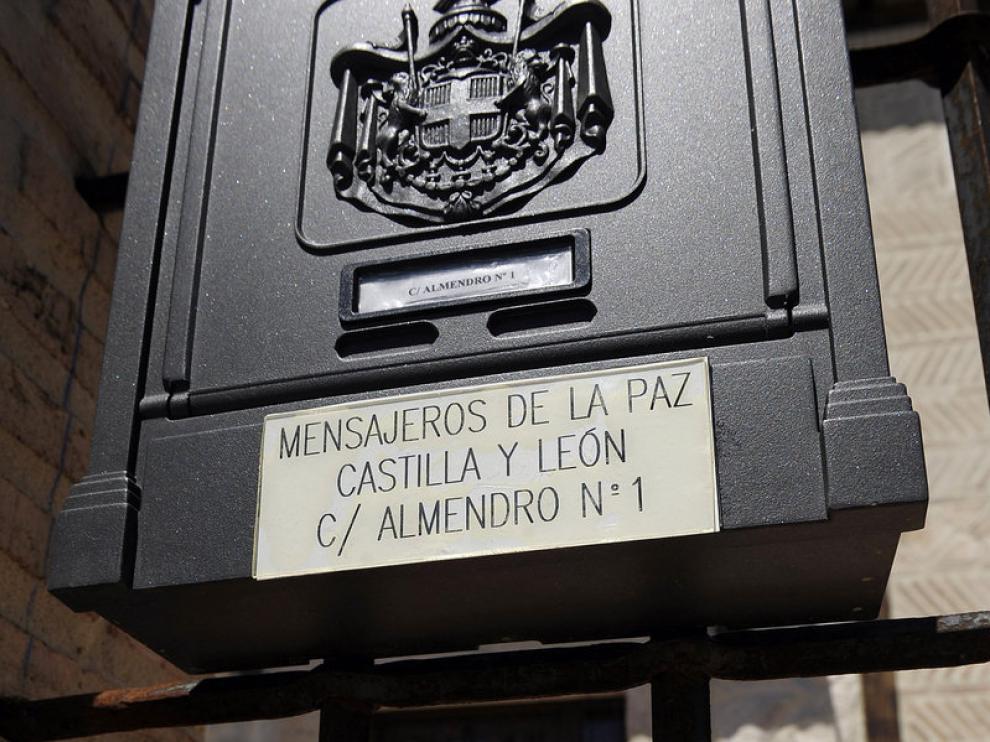 C/ ALMENDRO Nº 1
MENSAJEROS DE LA PAZ
CASTILLA Y LEÓN
C/ ALMENDRO Nº 1